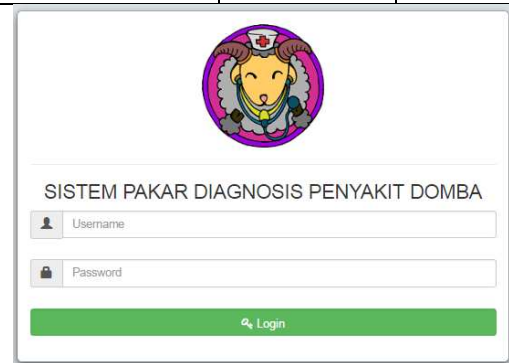 SISTEM PAKAR DIAGNOSIS PENYAKIT DOMBA
Username
Password
Login